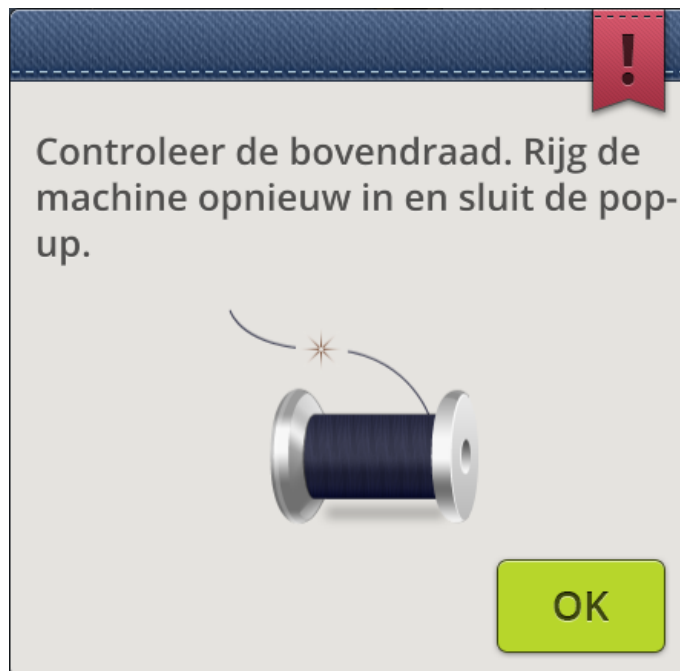 !
Controleer de bovendraad. Rijg de
machine opnieuw in en sluit de pop-
up.
OK